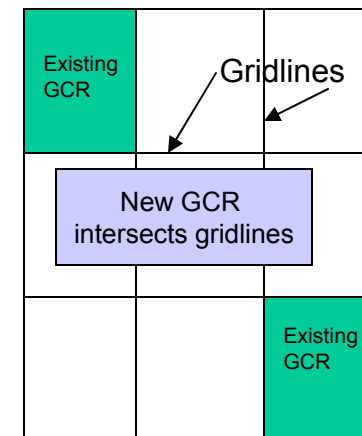 Existing
GCR
Gridlines
New GCR
intersects gridlines
Existing
GCR